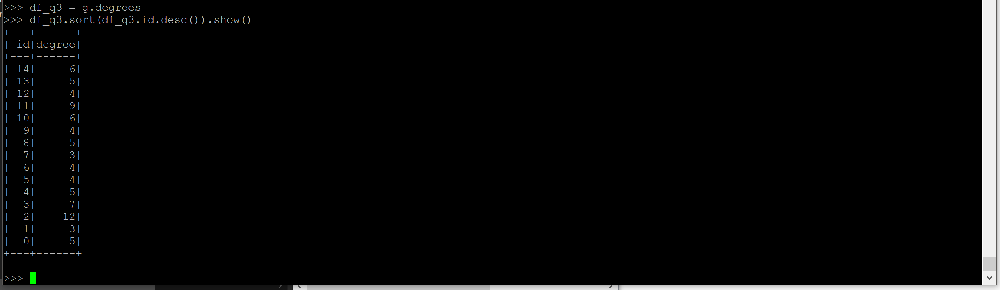 >>> df_q3 = g.degrees
>>> df_q3.sort(df_q3.id.desc()).show()
+---+------+
| id|degree|
+---+------+
| 14|     6|
| 13|     5|
| 12|     4|
| 11|     9|
| 10|     6|
|  9|     4|
|  8|     5|
|  7|     3|
|  6|     4|
|  5|     4|
|  4|     5|
|  3|     7|
|  2|    12|
|  1|     3|
|  0|     5|
+---+------+
>>>